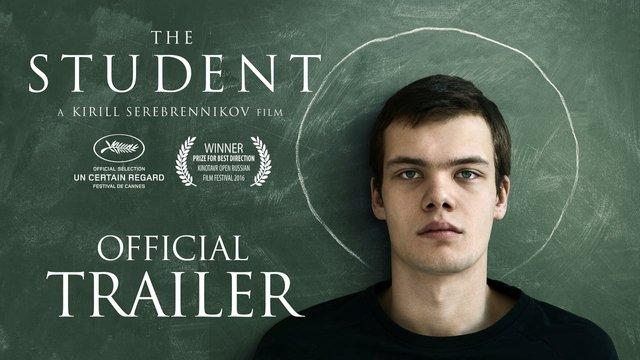 THE
STUDENT
A KIRILL SEREBRENNIKOV FILM
OFFICIAL SELECTION
UN CERTAIN REGARD
FESTIVAL DE CANNES
WINNER
PRIZE FOR BEST DIRECTION
KINOTAVR OPEN RUSSIAN
FILM FESTIVAL 2016
OFFICIAL
TRAILER